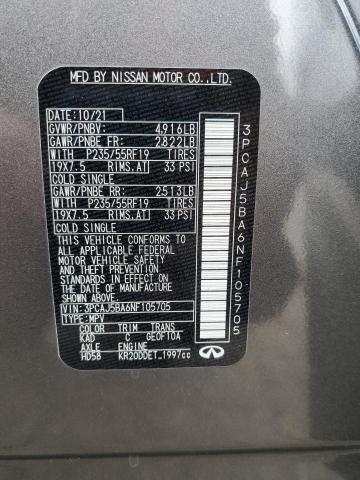 MFD BY NISSAN MOTOR CO.,LTD.
DATE: 10/21
GVWR/PNBV: 4916LB
GAWR/PNBE FR: 2822LB
WITH P235/55RF19 TIRES
19X7.5 RIMS.AT 33 PSI
COLD SINGLE
GAWR/PNBE RR: 2513LB
WITH P235/55RF19 TIRES
19X7.5 RIMS.AT 33 PSI
COLD SINGLE
THIS VEHICLE CONFORMS TO
ALL APPLICABLE FEDERAL
MOTOR VEHICLE SAFETY AND
THEFT PREVENTION
STANDARDS IN EFFECT ON
THE DATE OF MANUFACTURE
SHOWN ABOVE.
VIN: 3PCAJ5BA6NF105705
TYPE: MPV
COLOR TRIM TRANS
KAD C GE0F10A
AXLE ENGINE
HD58 KR20DDET 1997cc
INFINITI
3PCAJ5BA6NF105705